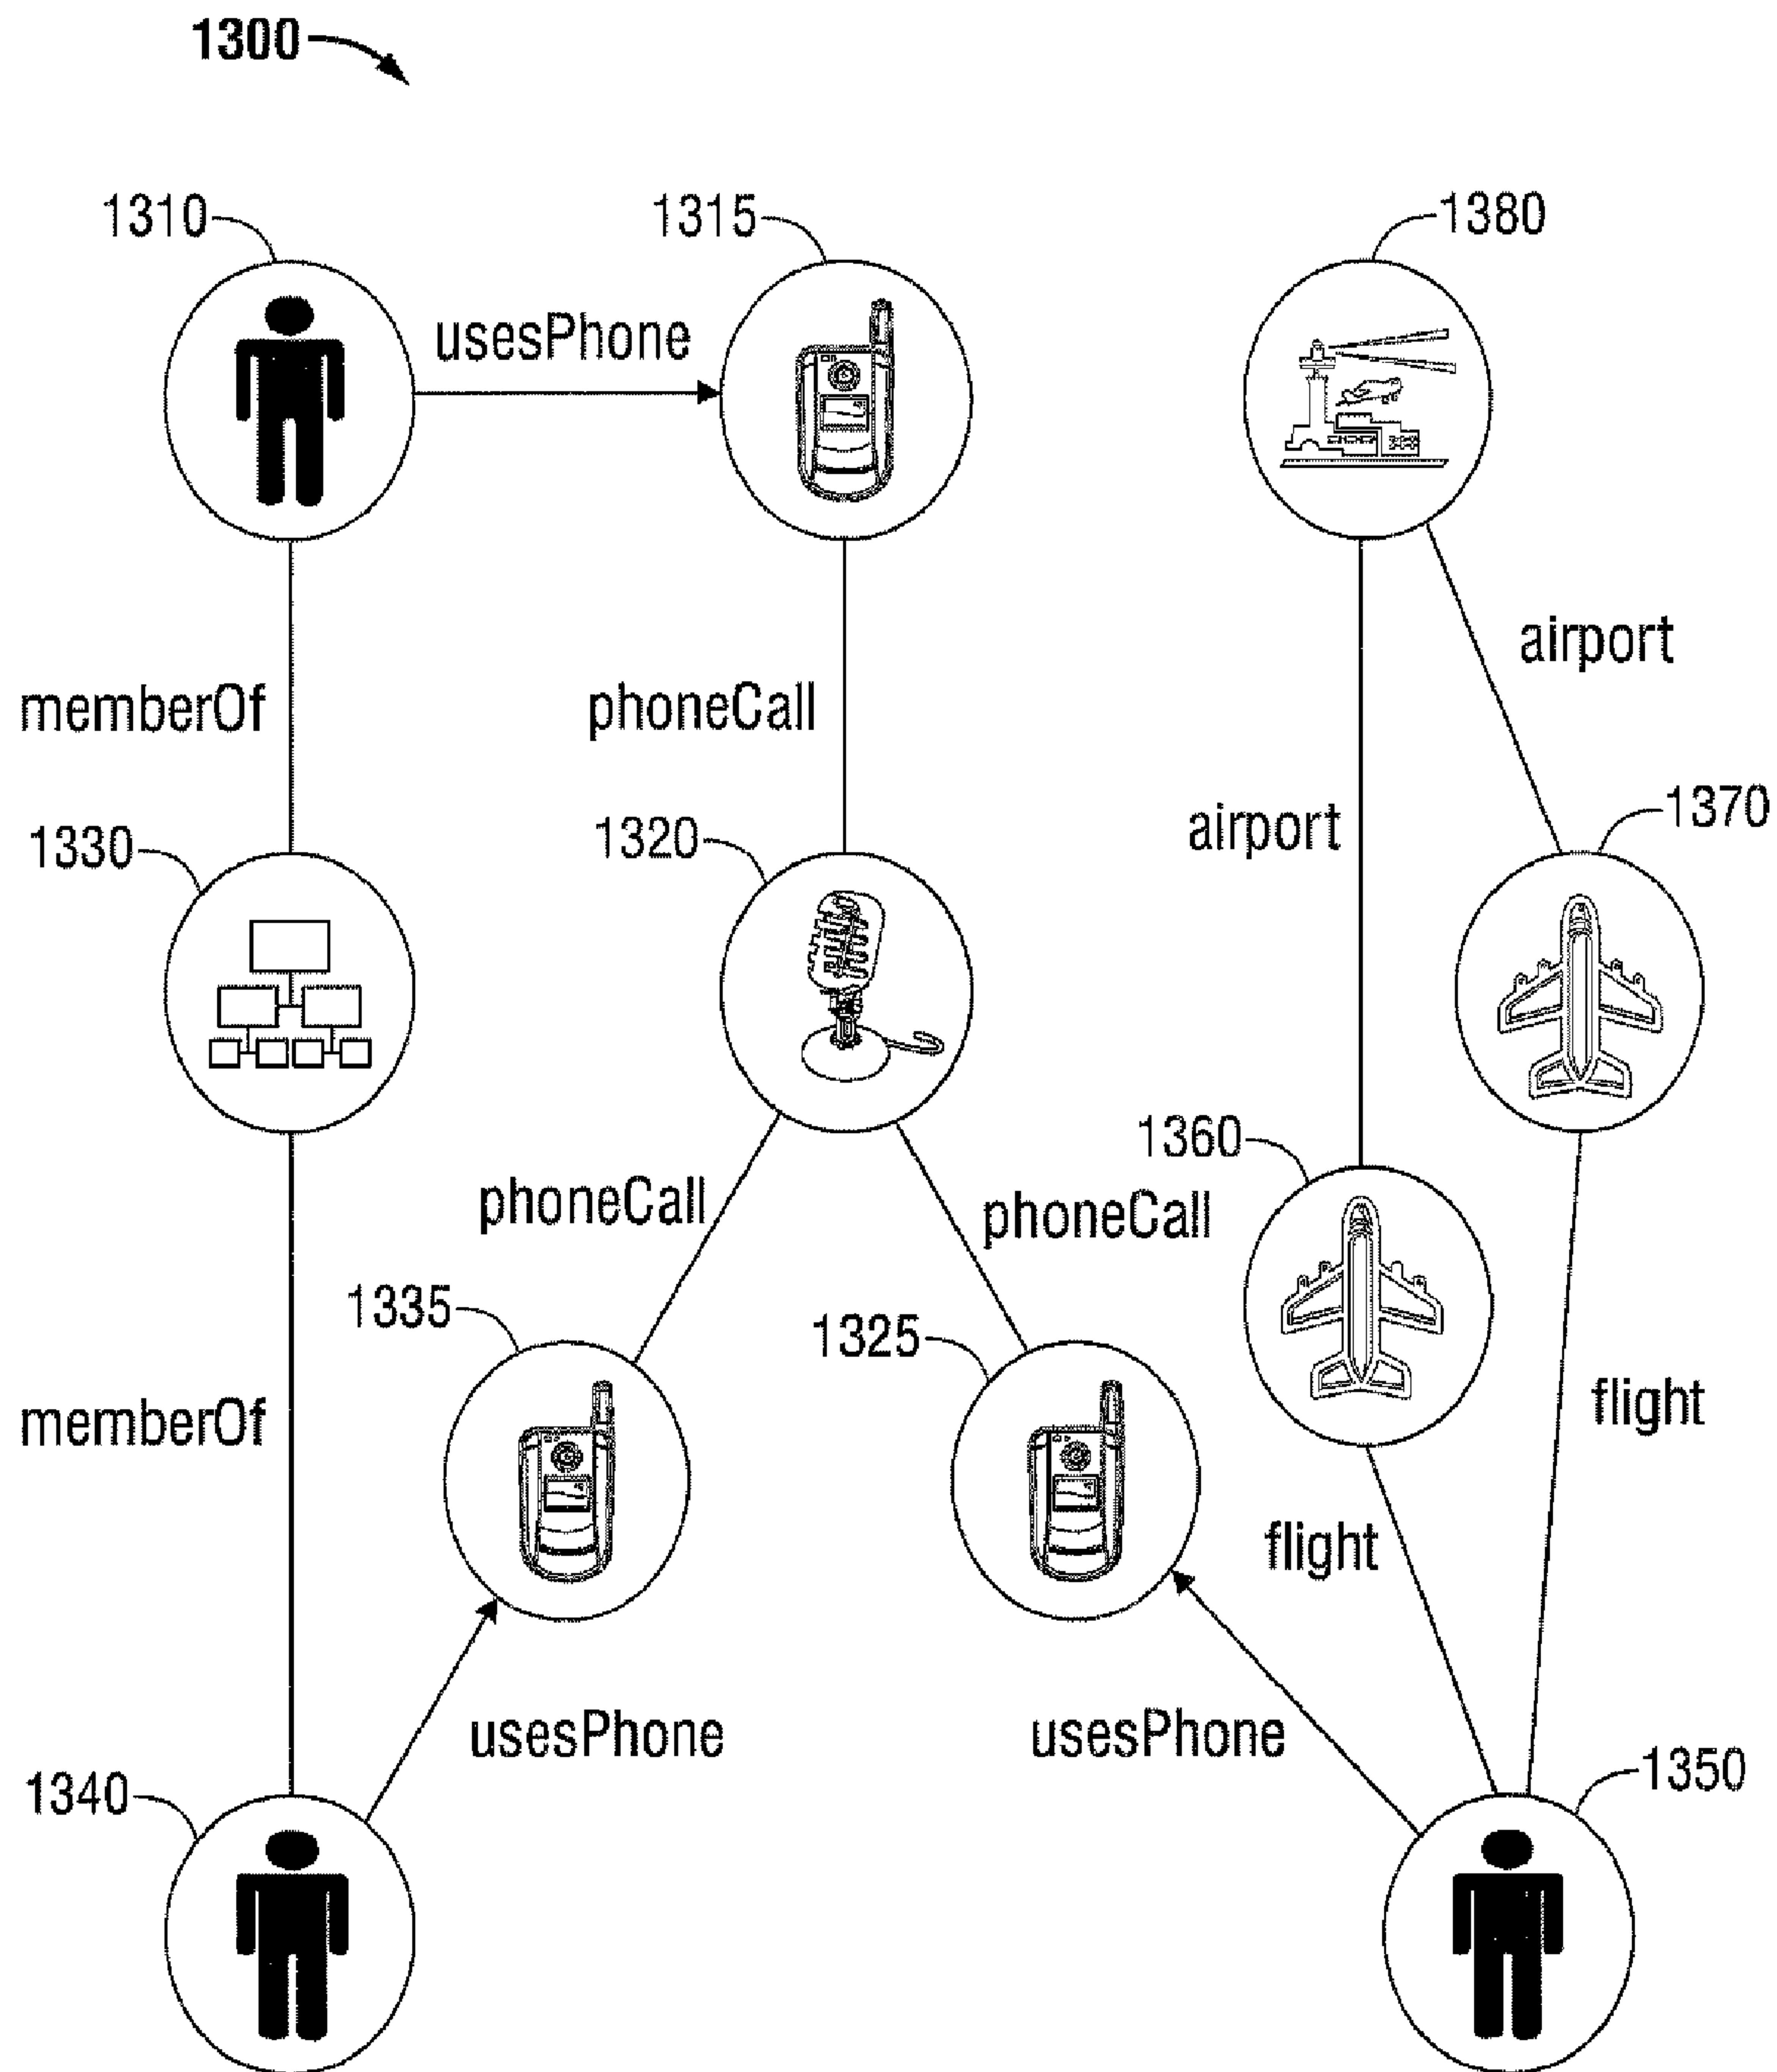 1300
1310
1315
1380
usesPhone
airport
memberOf
phoneCall
1370
airport
1330
1320
1360
phoneCall
phoneCall
1335
1325
memberOf
flight
flight
usesPhone
usesPhone
1340
1350